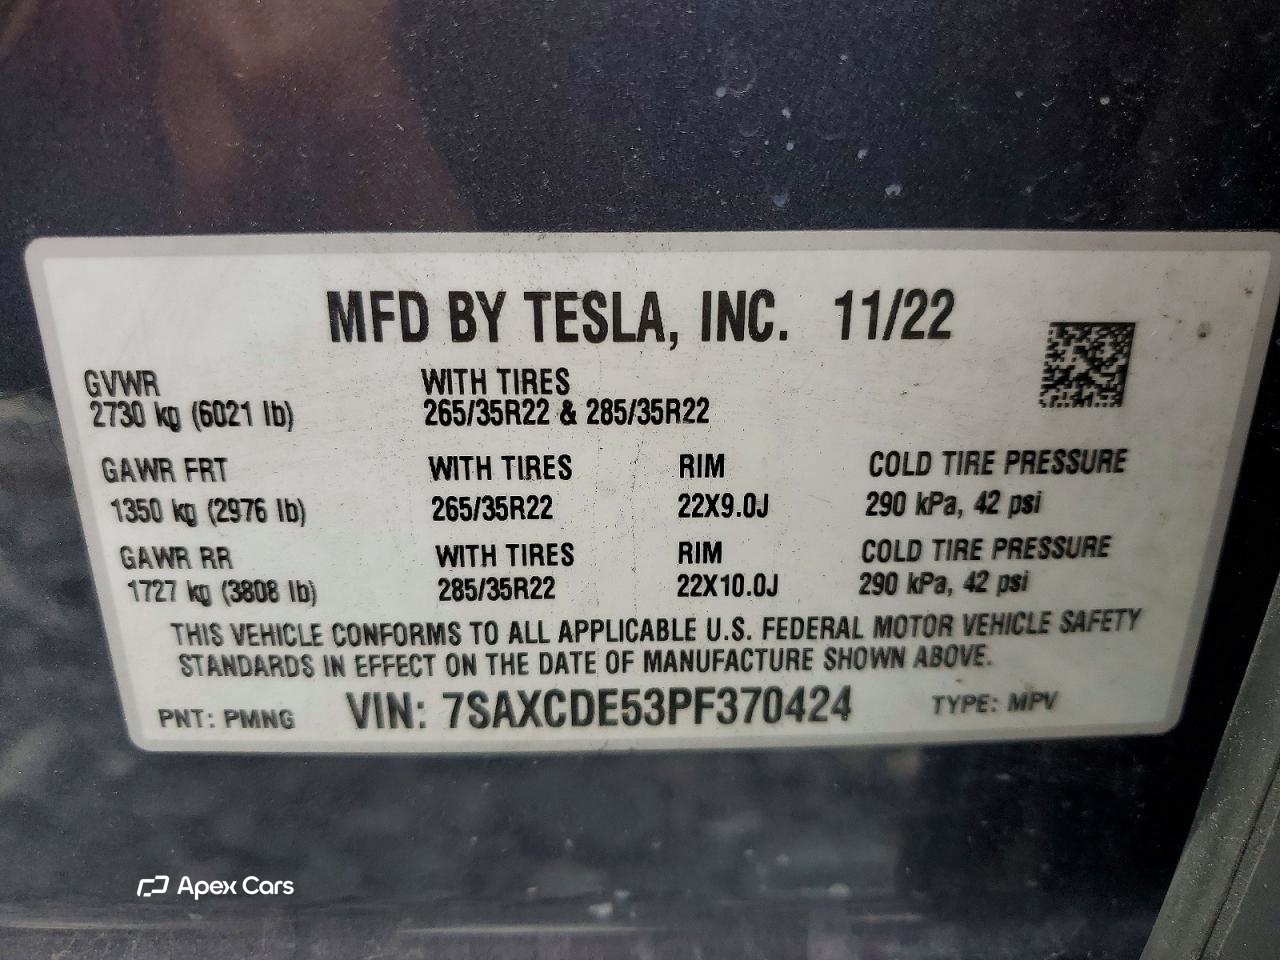 MFD BY TESLA, INC. 11/22
GVWR WITH TIRES
2730 kg (6021 lb) 265/35R22 & 285/35R22
GAWR FRT WITH TIRES RIM COLD TIRE PRESSURE
1350 kg (2976 lb) 265/35R22 22X9.0J 290 kPa, 42 psi
GAWR RR WITH TIRES RIM COLD TIRE PRESSURE
1727 kg (3808 lb) 285/35R22 22X10.0J 290 kPa, 42 psi
THIS VEHICLE CONFORMS TO ALL APPLICABLE U.S. FEDERAL MOTOR VEHICLE SAFETY
STANDARDS IN EFFECT ON THE DATE OF MANUFACTURE SHOWN ABOVE.
PNT: PMNG VIN: 7SAXCDE53PF370424 TYPE: MPV
Apex Cars